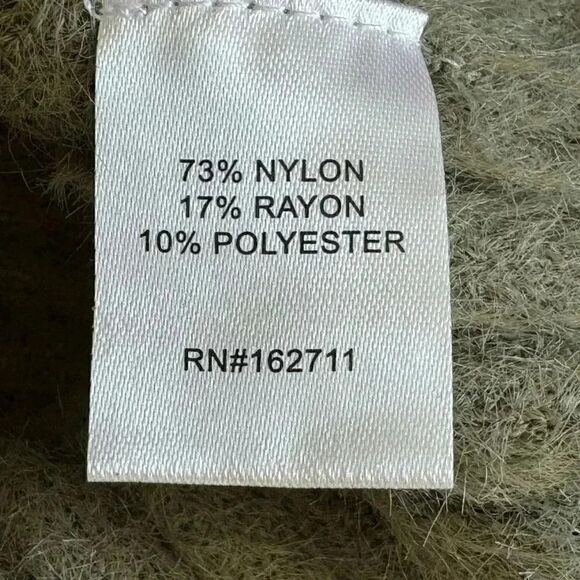 73% NYLON
17% RAYON
10% POLYESTER
RN#162711